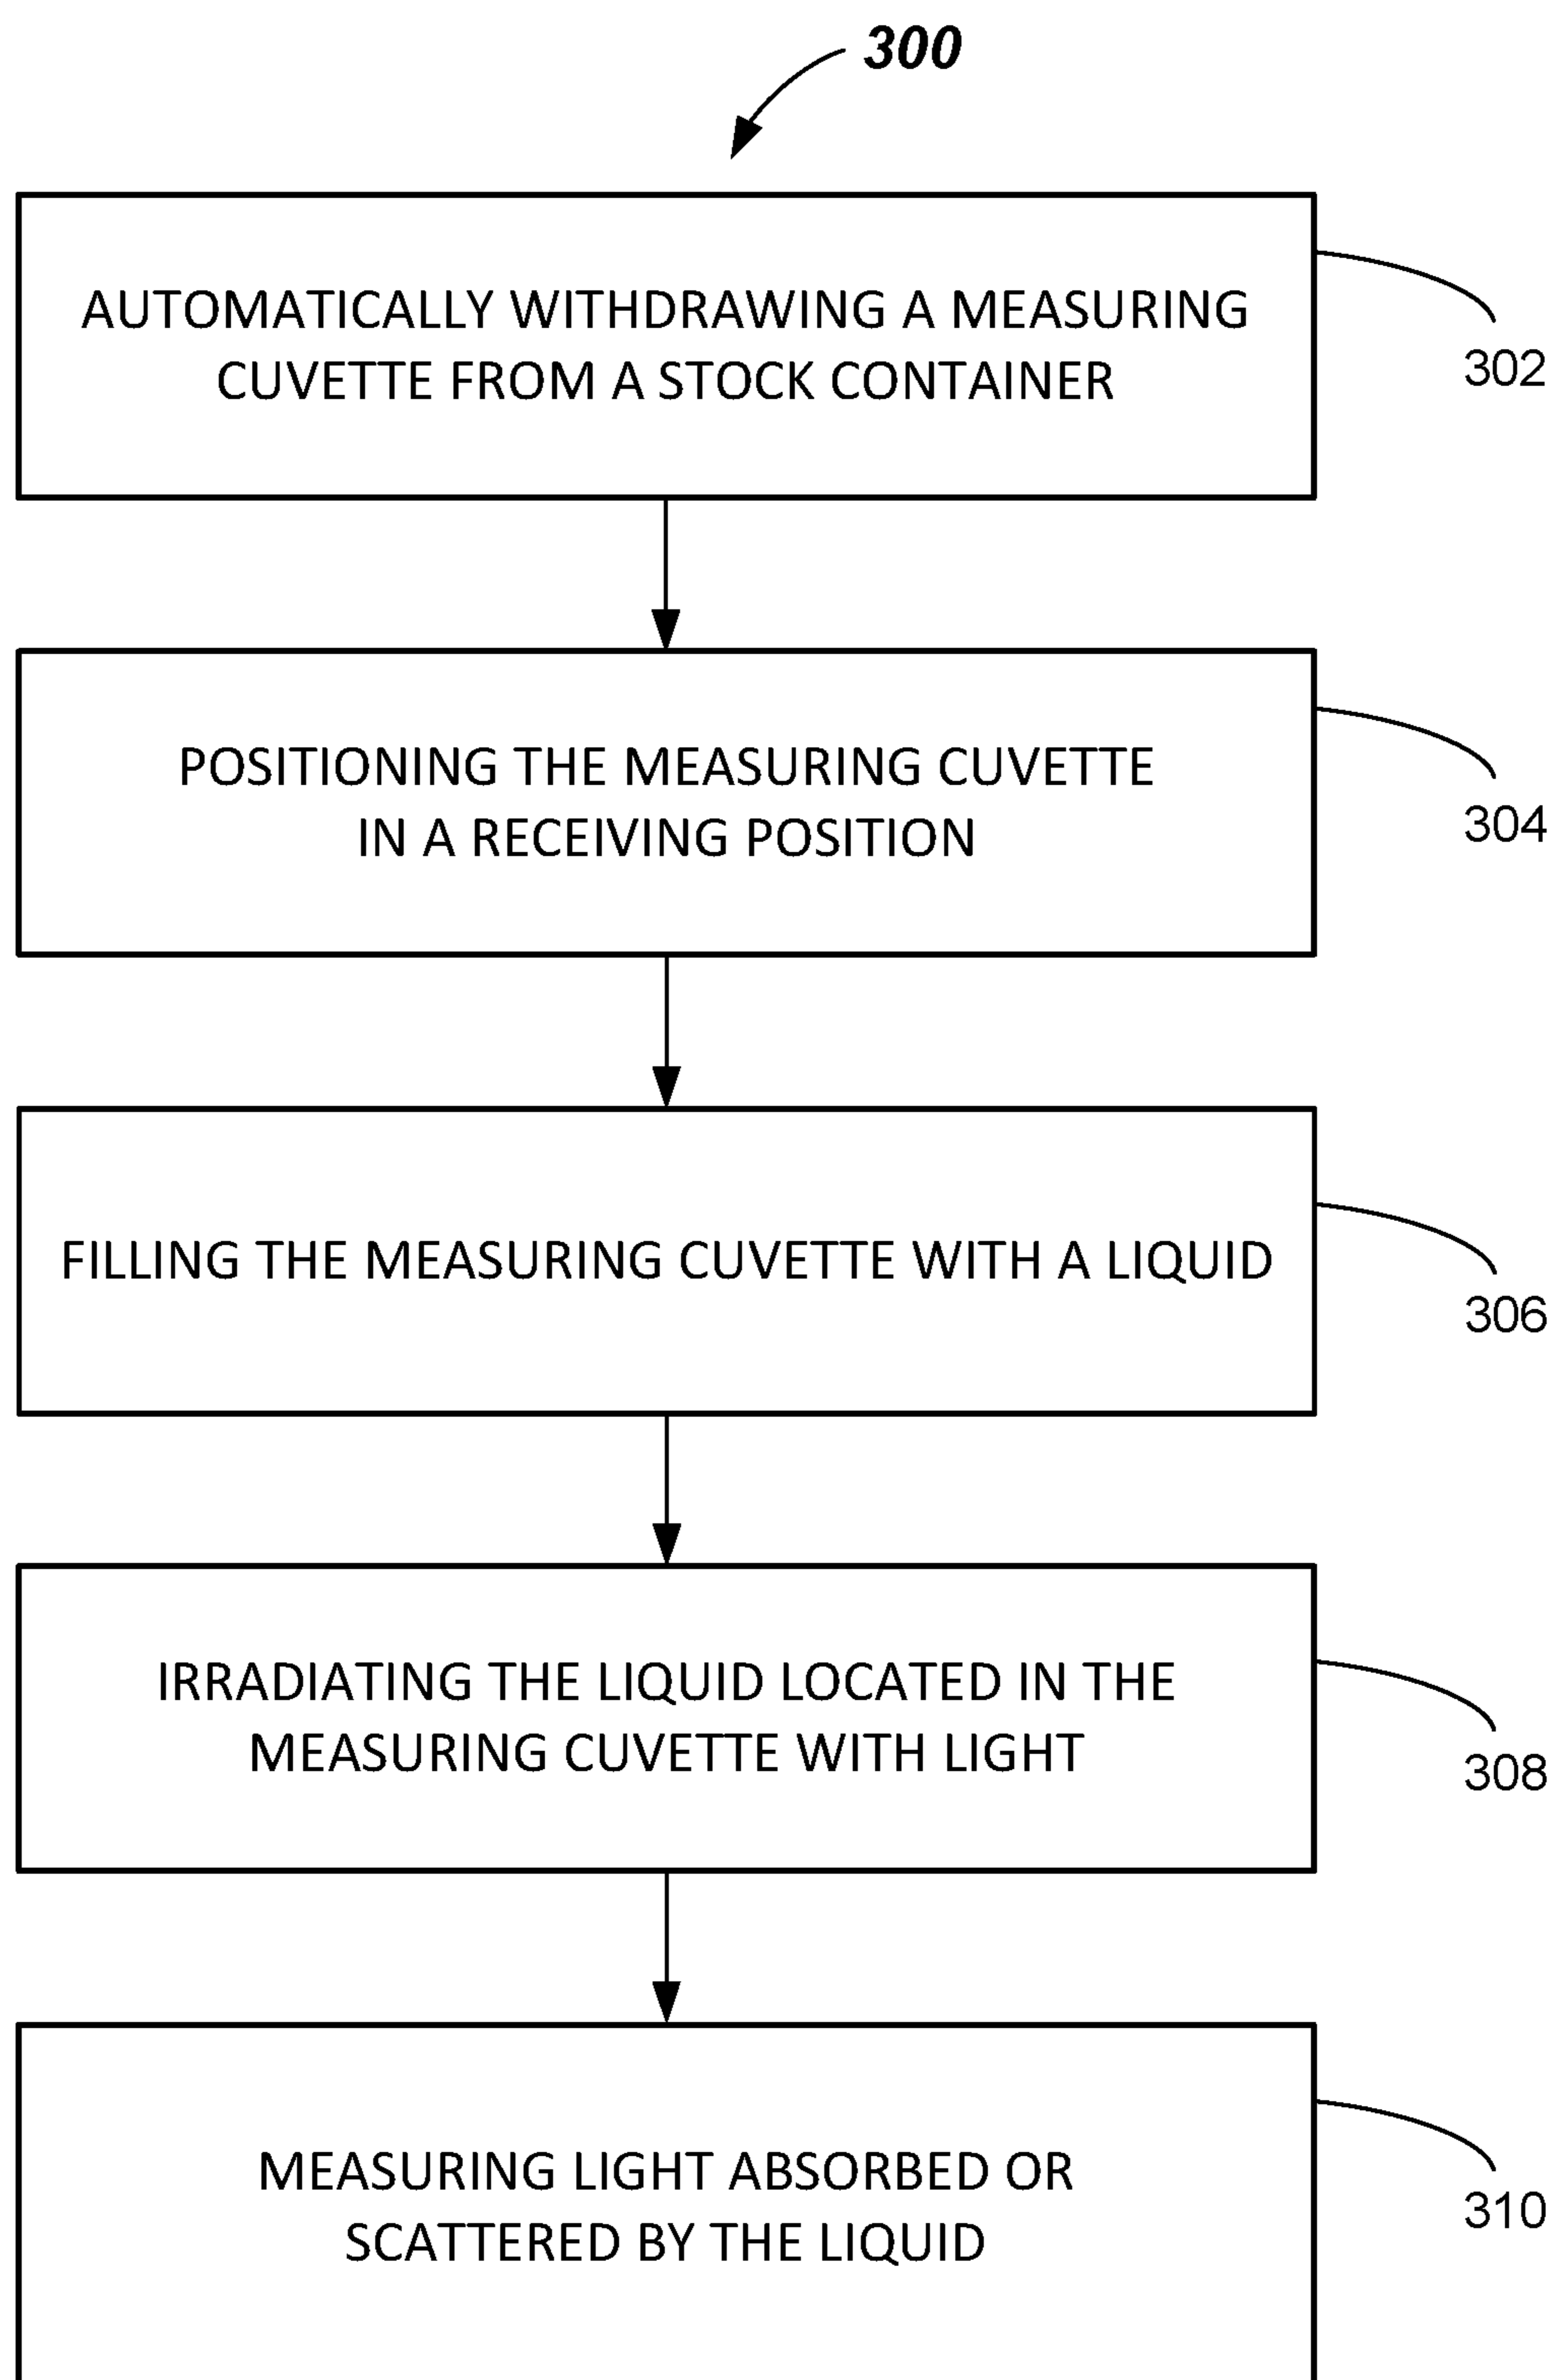 300
AUTOMATICALLY WITHDRAWING A MEASURING
CUVETTE FROM A STOCK CONTAINER
302
POSITIONING THE MEASURING CUVETTE
IN A RECEIVING POSITION
304
FILLING THE MEASURING CUVETTE WITH A LIQUID
306
IRRADIATING THE LIQUID LOCATED IN THE
MEASURING CUVETTE WITH LIGHT
308
MEASURING LIGHT ABSORBED OR
SCATTERED BY THE LIQUID
310